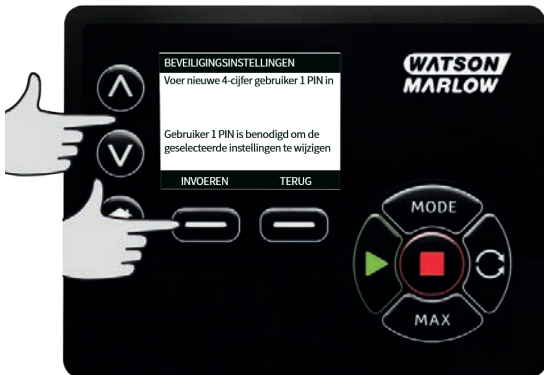 BEVEILIGINGSINSTELLINGEN
Voer nieuwe 4-cijfer gebruiker 1 PIN in
Gebruiker 1 PIN is benodigd om de
geselecteerde instellingen te wijzigen
INVOEREN TERUG
WATSON
MARLOW
MODE
MAX